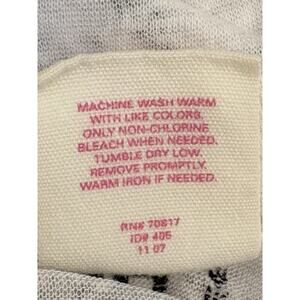 MACHINE WASH WARM
WITH LIKE COLORS.
ONLY NON-CHLORINE
BLEACH WHEN NEEDED.
TUMBLE DRY LOW.
REMOVE PROMPTLY.
WARM IRON IF NEEDED.
RN# 70817
ID# 405
11 07